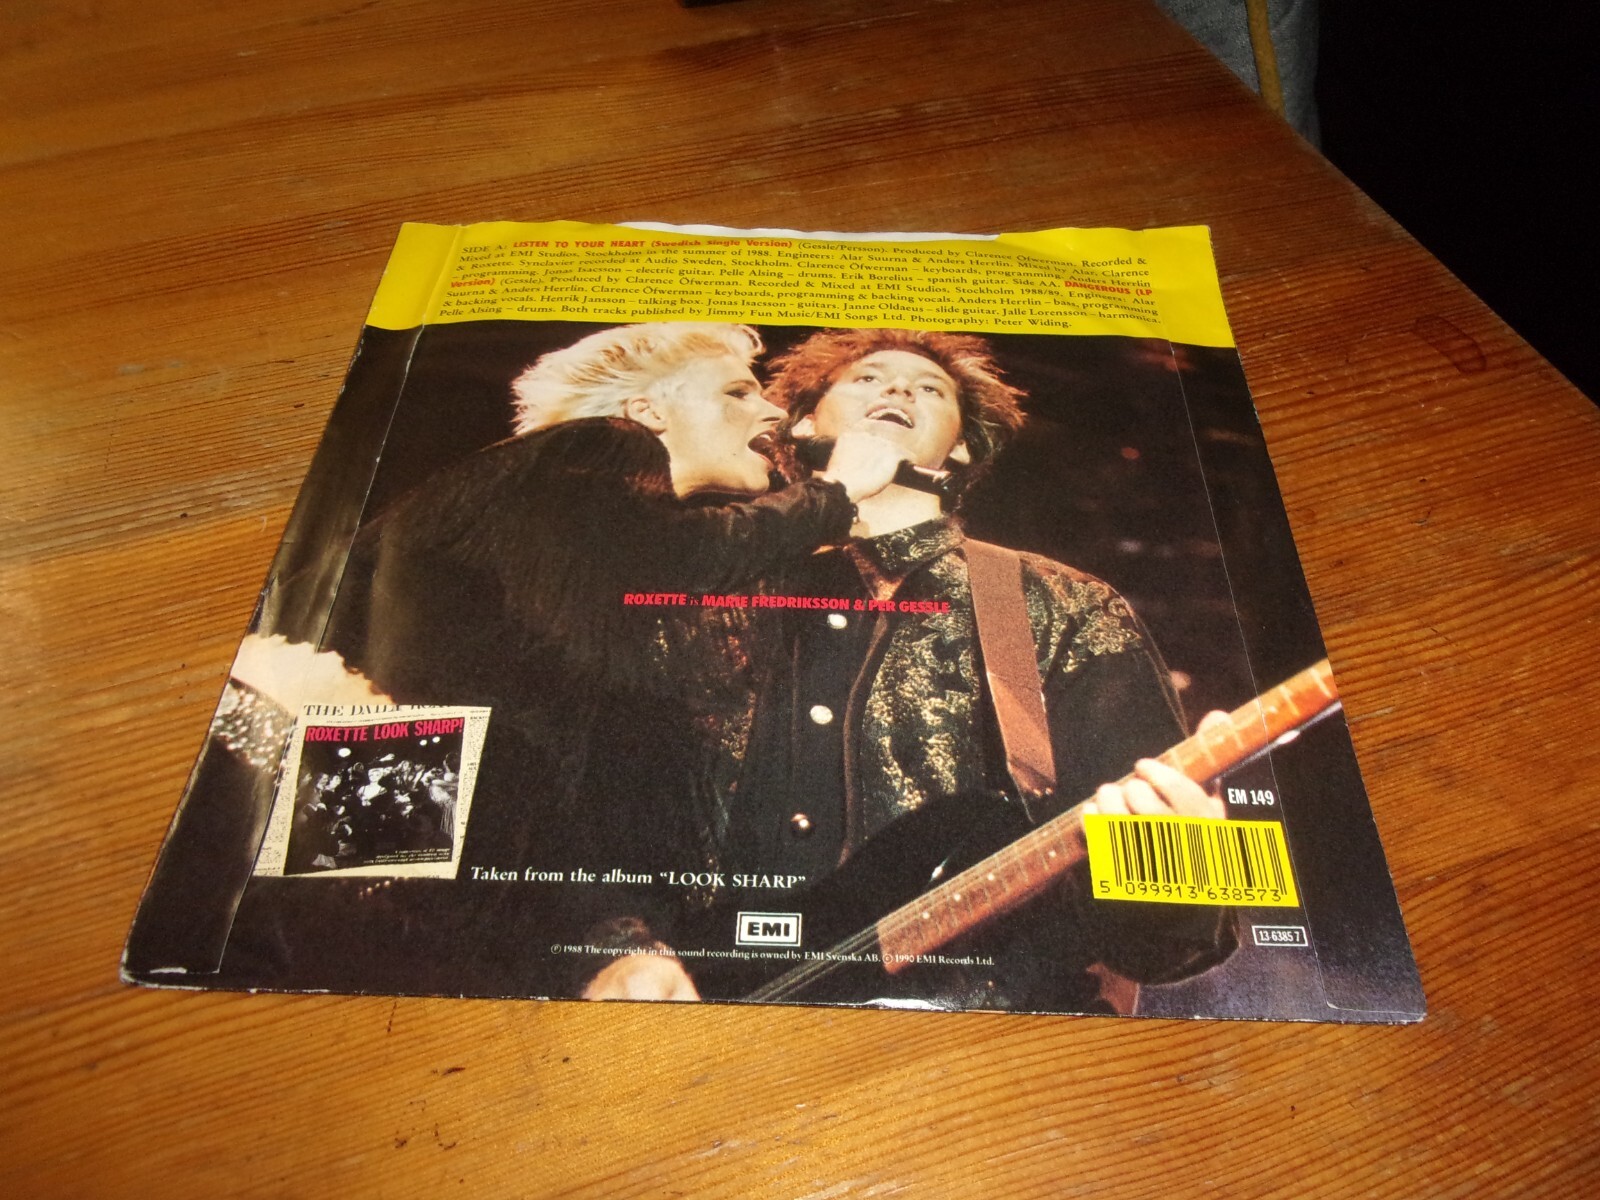 SIDE A: LISTEN TO YOUR HEART (Swedish Single Version) (Gessle/Persson). Produced by Clarence Öfwerman. Recorded &
Mixed at EMI Studios, Stockholm in the summer of 1988. Engineers: Alar Suurna & Anders Herrlin. Mixed by Alar, Clarence
& Roxette. Synclavier recorded at Audio Sweden, Stockholm. Clarence Öfwerman – keyboards, programming. Anders Herrlin
– programming. Jonas Isacsson – electric guitar. Pelle Alsing – drums. Erik Borelius – spanish guitar. Side AA. DANGEROUS (LP
Version) (Gessle). Produced by Clarence Öfwerman. Recorded & Mixed at EMI Studios, Stockholm 1988/89. Engineers: Alar
Suurna & Anders Herrlin. Clarence Öfwerman – keyboards, programming & backing vocals. Anders Herrlin – bass, programming
& backing vocals. Henrik Jansson – talking box. Jonas Isacsson – guitars. Janne Oldaeus – slide guitar. Jalle Lorensson – harmonica.
Pelle Alsing – drums. Both tracks published by Jimmy Fun Music/EMI Songs Ltd. Photography: Peter Widing.
ROXETTE is MARIE FREDRIKSSON & PER GESSLE
THE DAILY
ROXETTE LOOK SHARP!
EM 149
5 099913 638573
Taken from the album “LOOK SHARP”
EMI
13 6385 7
℗ 1988 The copyright in this sound recording is owned by EMI Svenska AB. © 1990 EMI Records Ltd.